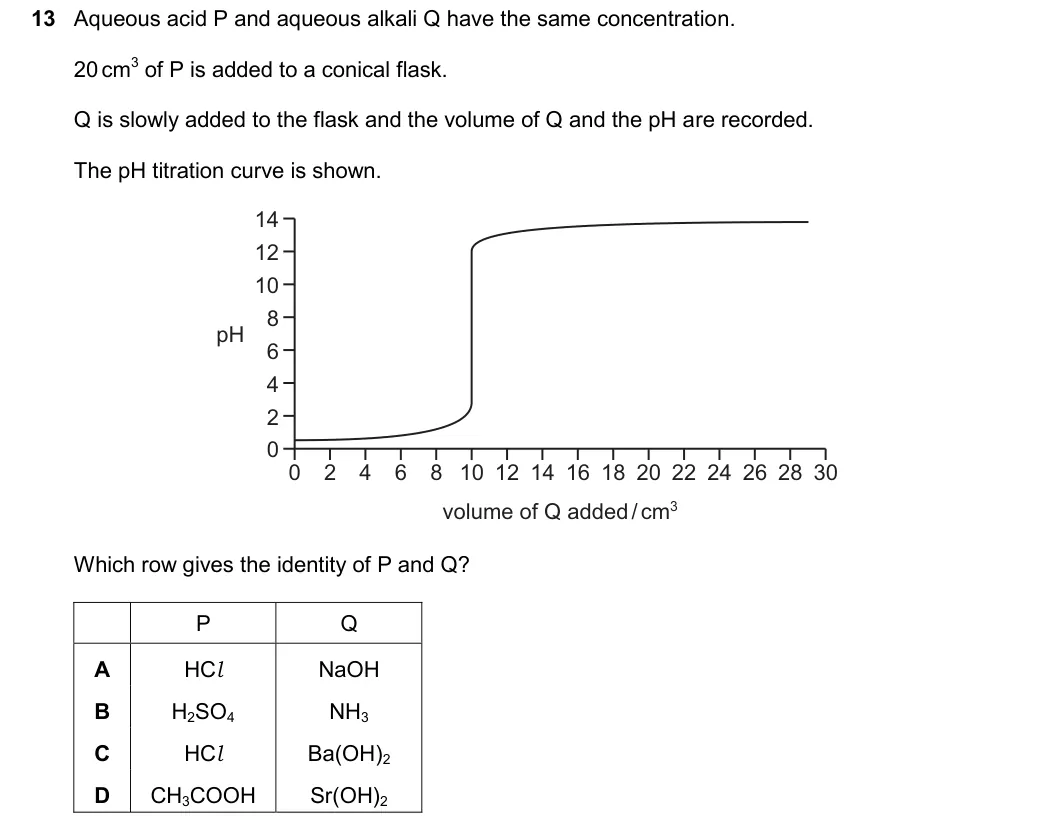 13 Aqueous acid P and aqueous alkali Q have the same concentration.
20 cm³ of P is added to a conical flask.
Q is slowly added to the flask and the volume of Q and the pH are recorded.
The pH titration curve is shown.
14
12
10
8
pH
6
4
2
0
0 2 4 6 8 10 12 14 16 18 20 22 24 26 28 30
volume of Q added / cm³
Which row gives the identity of P and Q?
P Q
A HCl NaOH
B H₂SO₄ NH₃
C HCl Ba(OH)₂
D CH₃COOH Sr(OH)₂